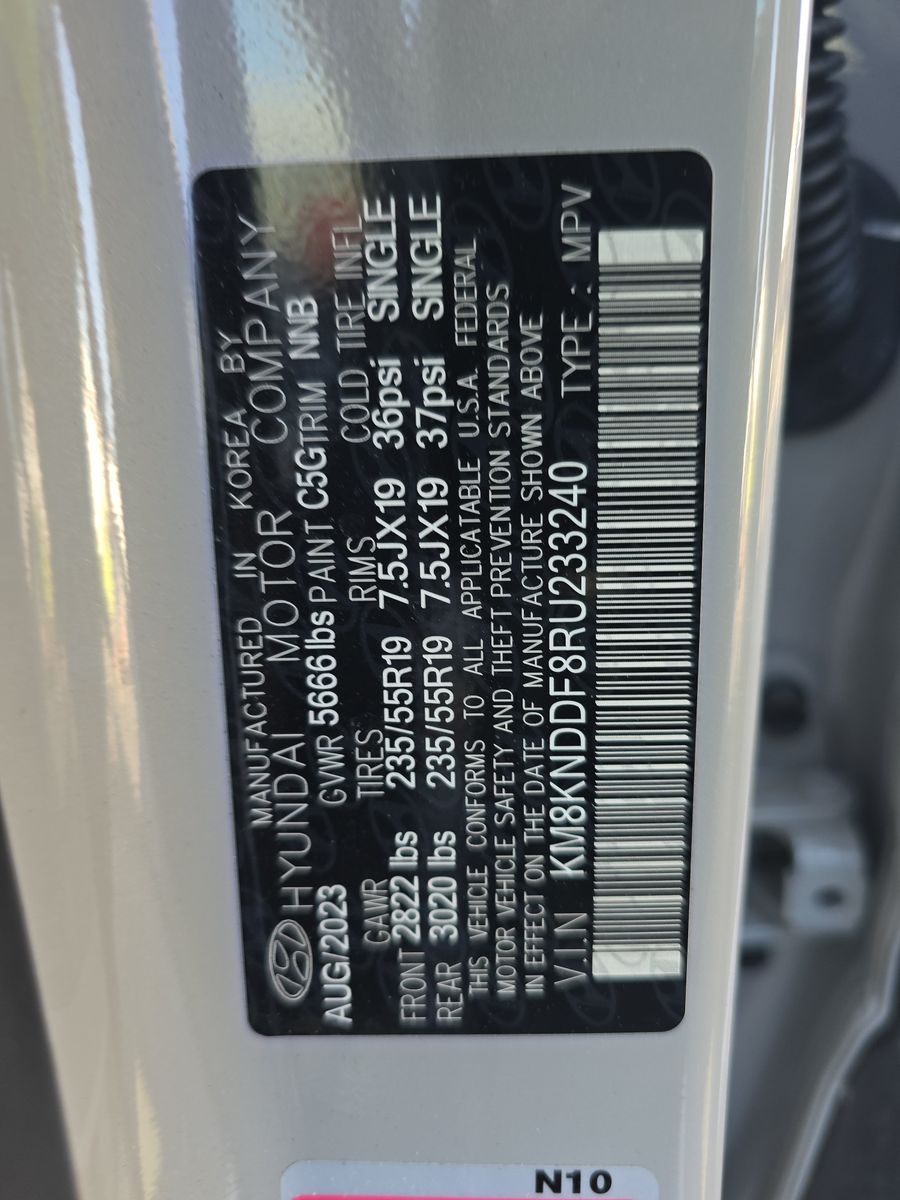 MANUFACTURED IN KOREA BY
HYUNDAI MOTOR COMPANY
AUG/2023 GVWR 5666lbs PAINT C5G TRIM NNB
GAWR TIRES RIMS COLD TIRE INFL
FRONT 2822 lbs 235/55R19 7.5JX19 36psi SINGLE
REAR 3020 lbs 235/55R19 7.5JX19 37psi SINGLE
THIS VEHICLE CONFORMS TO ALL APPLICATABLE U.S.A. FEDERAL
MOTOR VEHICLE SAFETY AND THEFT PREVENTION STANDARDS
IN EFFECT ON THE DATE OF MANUFACTURE SHOWN ABOVE
V.I.N KM8KNDDF8RU233240 TYPE : MPV
N10